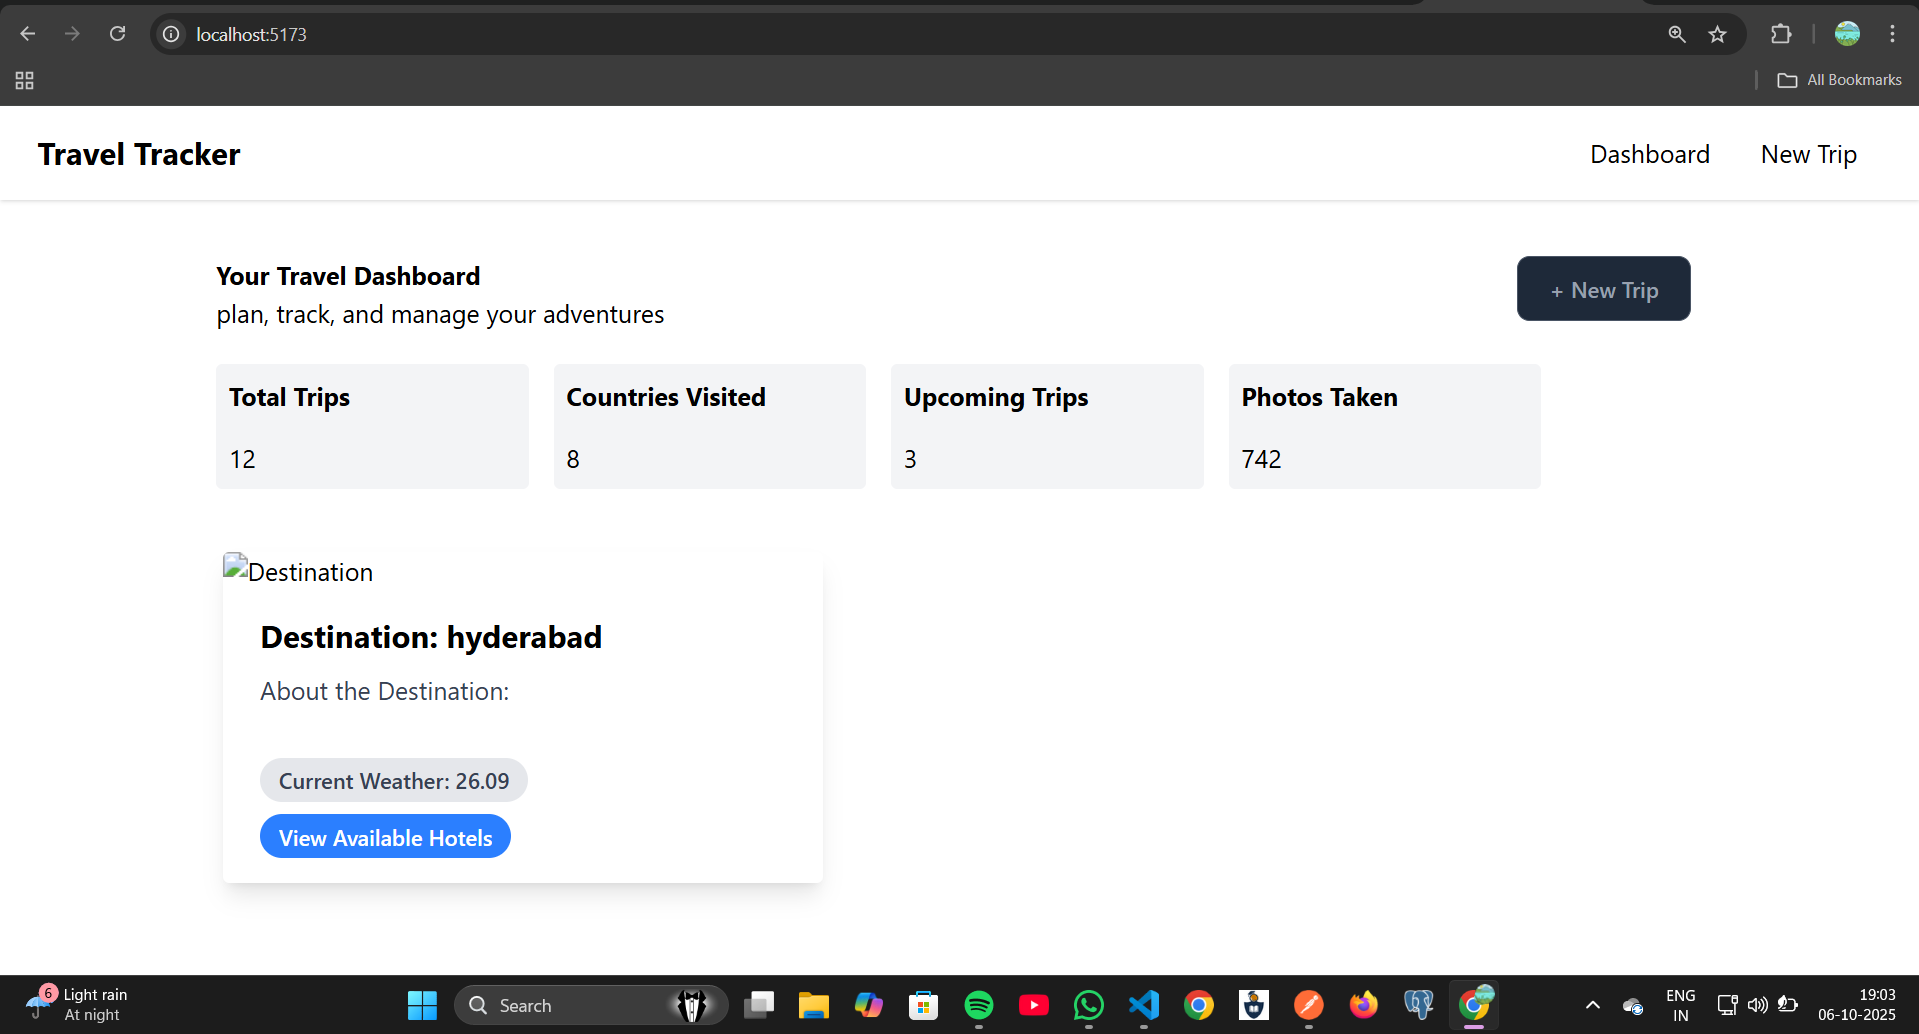 localhost:5173
All Bookmarks
Travel Tracker
Dashboard
New Trip
Your Travel Dashboard
plan, track, and manage your adventures
+ New Trip
Total Trips
12
Countries Visited
8
Upcoming Trips
3
Photos Taken
742
Destination
Destination: hyderabad
About the Destination:
Current Weather: 26.09
View Available Hotels
6
Light rain
At night
Search
ENG
IN
19:03
06-10-2025